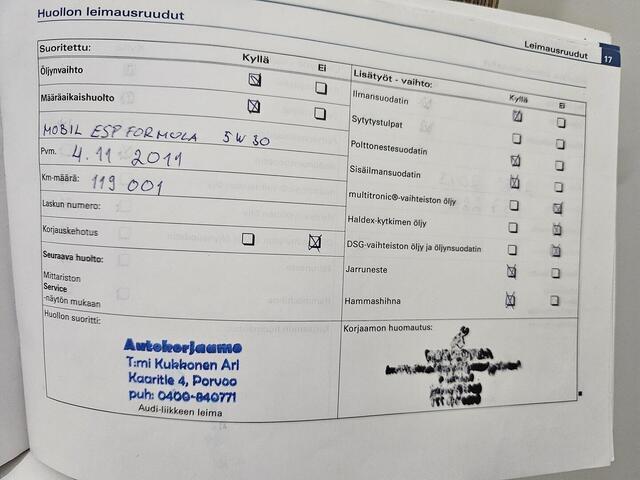 Huollon leimausruudut
Leimausruudut 17
Suoritettu:
Kyllä Ei
Öljynvaihto
Määräaikaishuolto
MOBIL ESP FORMULA 5W30
Pvm. 4.11 2011
Km-määrä: 119 001
Laskun numero:
Korjauskehotus
Seuraava huolto:
Mittariston
Service
-näytön mukaan
Lisätyöt - vaihto:
Kyllä Ei
Ilmansuodatin
Sytytystulpat
Polttonestesuodatin
Sisäilmansuodatin
multitronic®-vaihteiston öljy
Haldex-kytkimen öljy
DSG-vaihteiston öljy ja öljynsuodatin
Jarruneste
Hammashihna
Huollon suoritti:
Autokorjaamo
T:mi Kukkonen Arl
Kaaritie 4, Porvoo
puh: 0400-840771
Audi-liikkeen leima
Korjaamon huomautus: